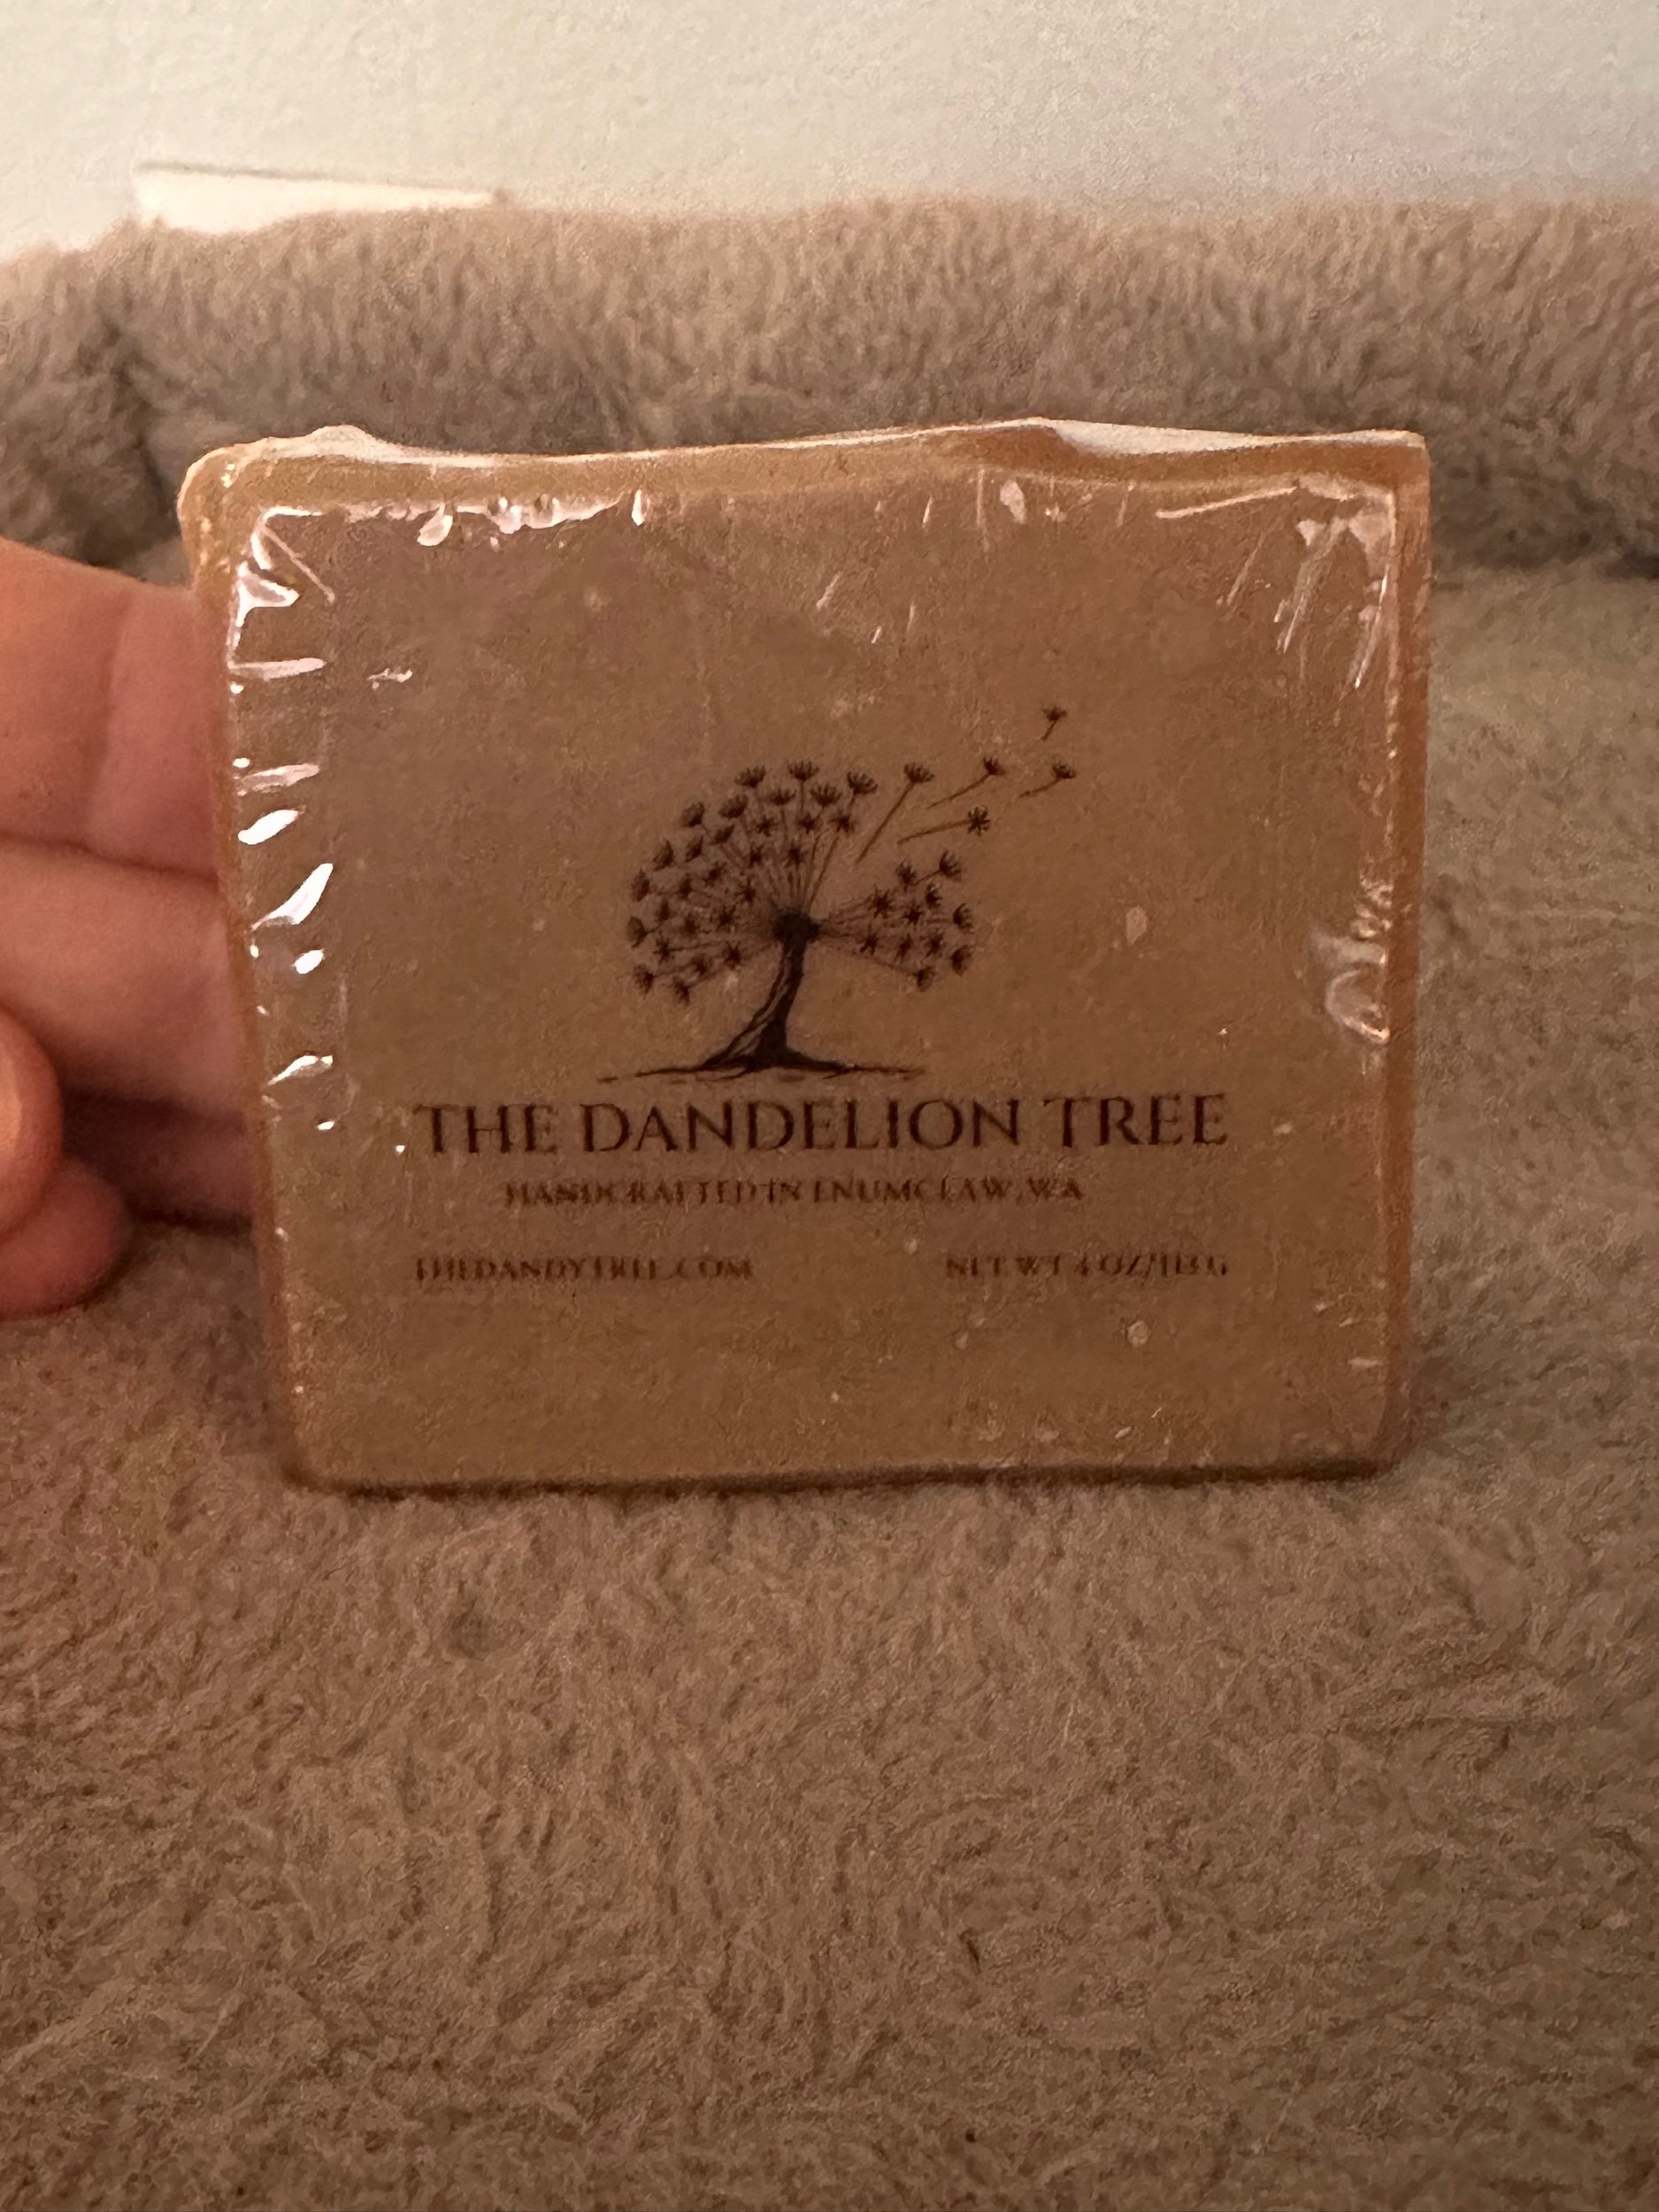 THE DANDELION TREE
HANDCRAFTED IN ENUMCLAW, WA
THEDANDYTREE.COM NET WT 4 OZ/113 G